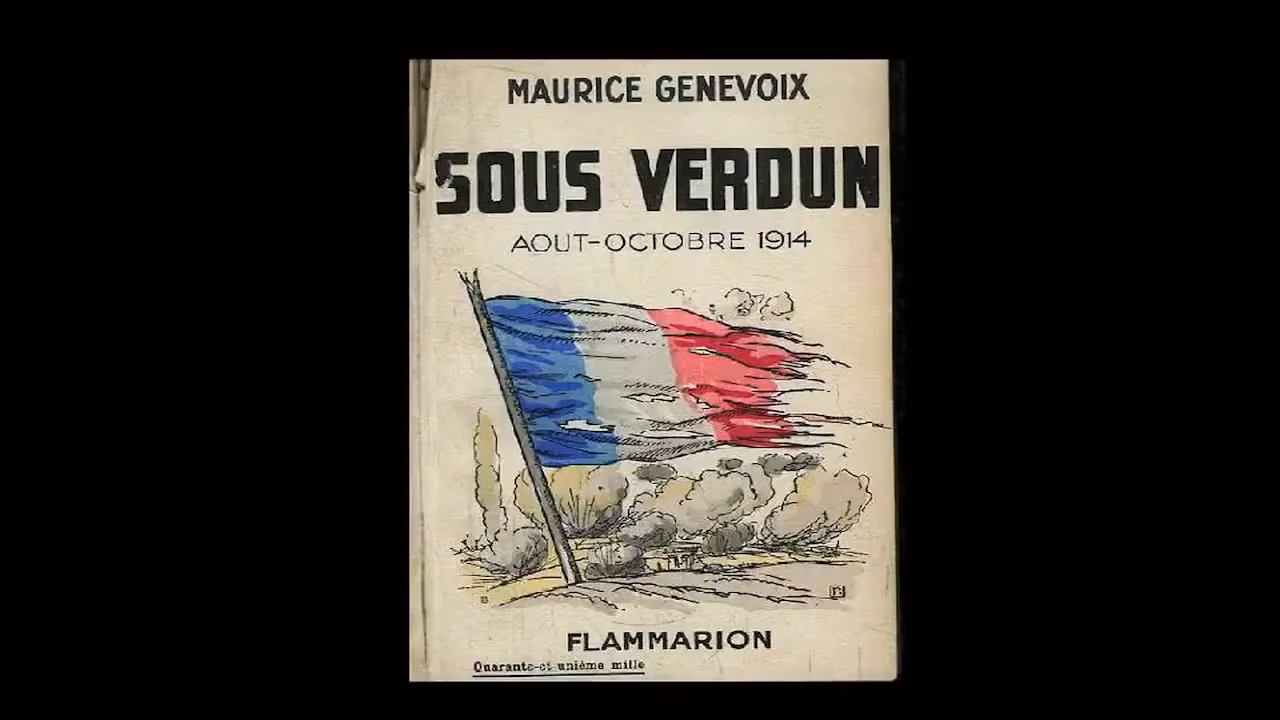 MAURICE GENEVOIX
SOUS VERDUN
AOUT-OCTOBRE 1914
FLAMMARION
Quarante-et-unième mille